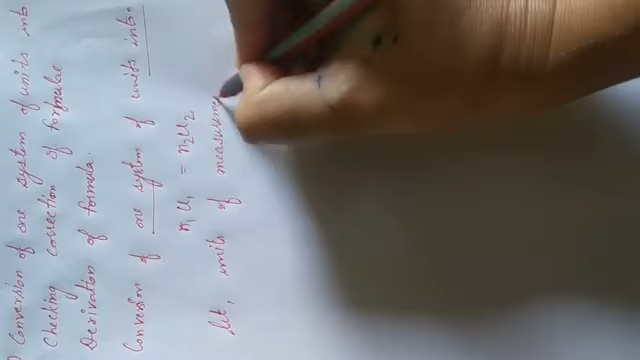 Conversion of one system of units into
Checking correction of formulae
Derivation of formula.
Conversion of one system of units into.
n₁u₁ = n₂u₂
let, units of measuremen